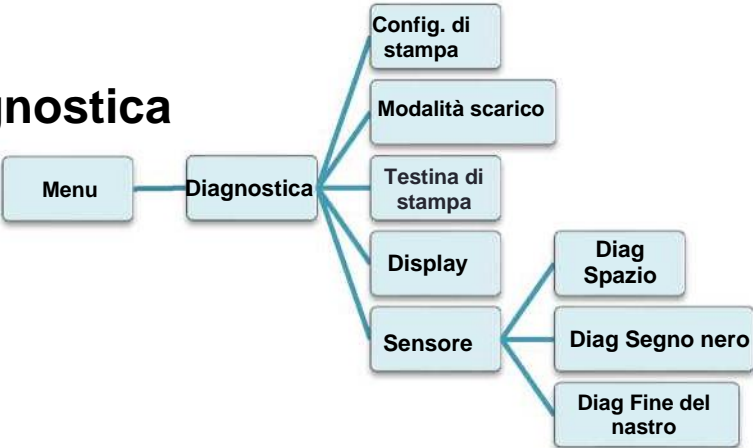 gnostica
Menu
Diagnostica
Config. di
stampa
Modalità scarico
Testina di
stampa
Display
Sensore
Diag
Spazio
Diag Segno nero
Diag Fine del
nastro